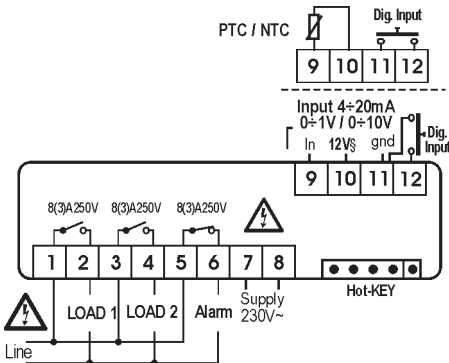 PTC / NTC
Dig. Input
9 10 11 12
Input 4÷20mA
0÷1V / 0÷10V
In 12V§ gnd
Dig.
Input
9 10 11 12
8(3)A250V 8(3)A250V 8(3)A250V
1 2 3 4 5 6 7 8
Hot-KEY
LOAD 1 LOAD 2 Alarm
Supply
230V~
Line